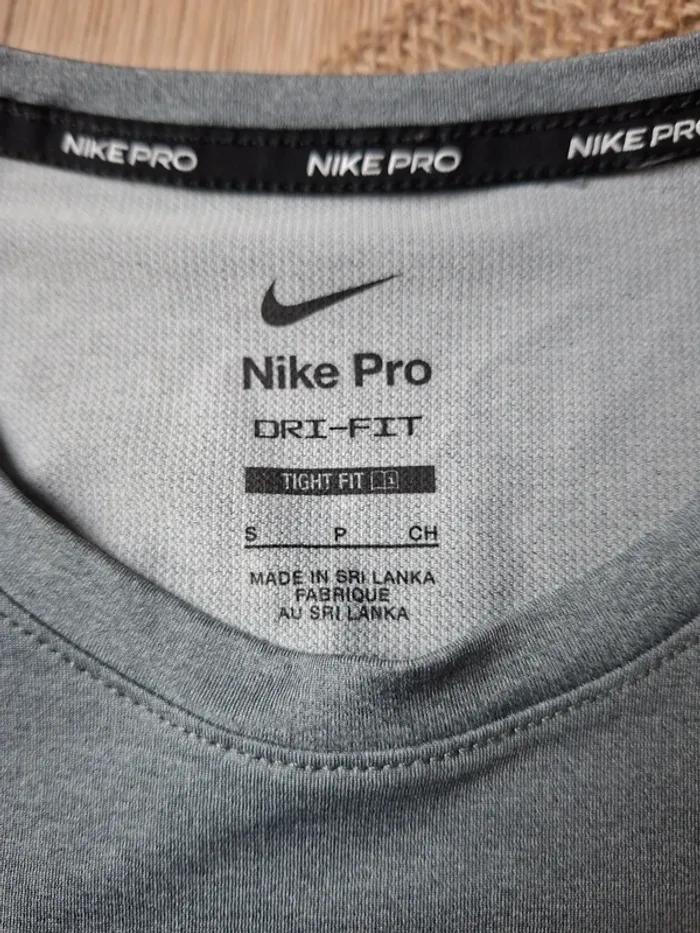 NIKE PRO NIKE PRO NIKE PRO
Nike Pro
DRI-FIT
TIGHT FIT 1
S P CH
MADE IN SRI LANKA
FABRIQUE
AU SRI LANKA